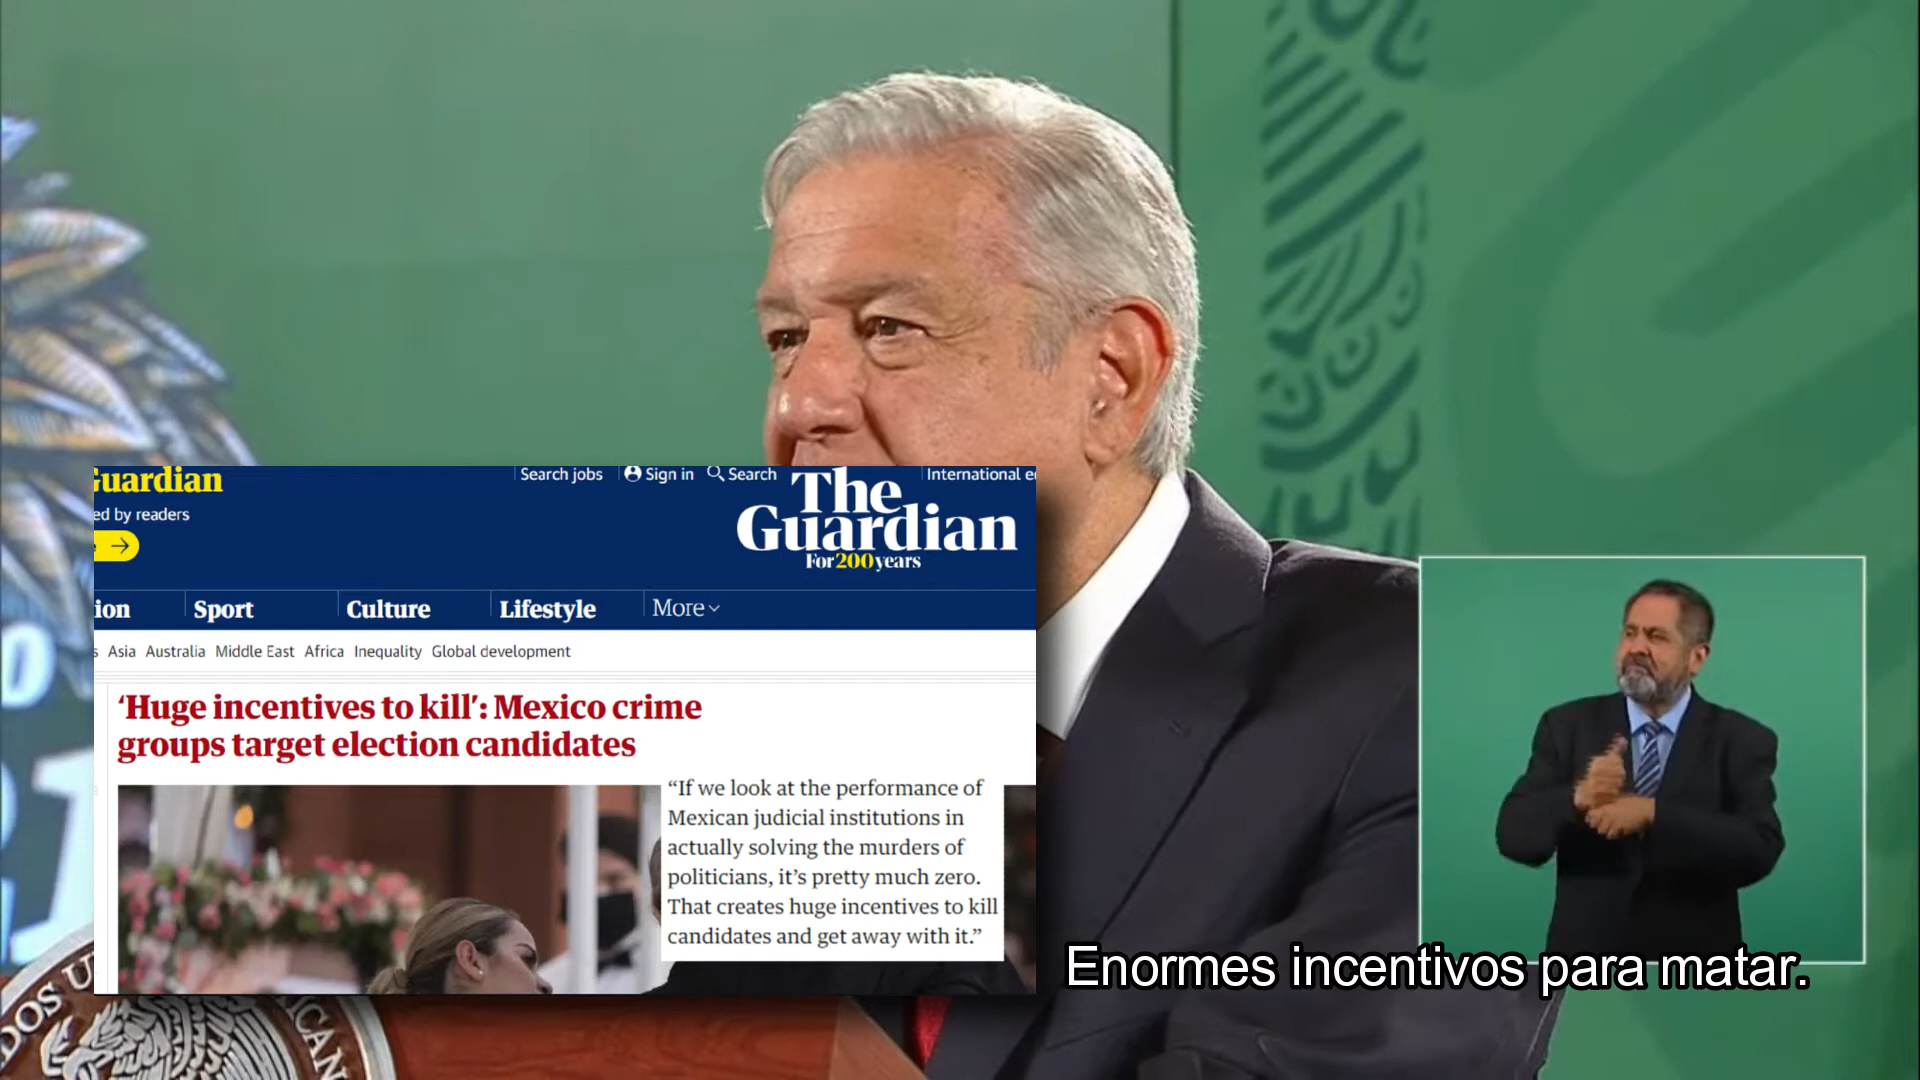 Guardian
ed by readers
Search jobs
Sign in
Search
International e
The
Guardian
For 200 years
ion
Sport
Culture
Lifestyle
More
s Asia Australia Middle East Africa Inequality Global development
‘Huge incentives to kill’: Mexico crime
groups target election candidates
“If we look at the performance of
Mexican judicial institutions in
actually solving the murders of
politicians, it’s pretty much zero.
That creates huge incentives to kill
candidates and get away with it.”
Enormes incentivos para matar.
DOS U
ICAN